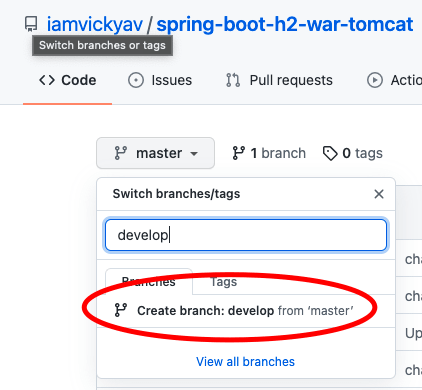 iamvickyav / spring-boot-h2-war-tomcat
Switch branches or tags
Code Issues Pull requests Actio
master 1 branch 0 tags
Switch branches/tags
develop
Branches Tags
Create branch: develop from ‘master’
View all branches
cha
cha
Up
cha